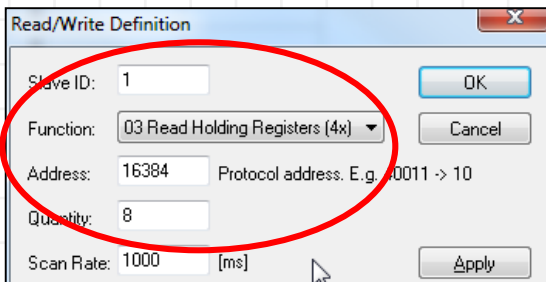 Read/Write Definition
Slave ID: 1 OK
Function: 03 Read Holding Registers (4x) Cancel
Address: 16384 Protocol address. E.g. 0011 -> 10
Quantity: 8
Scan Rate: 1000 [ms] Apply